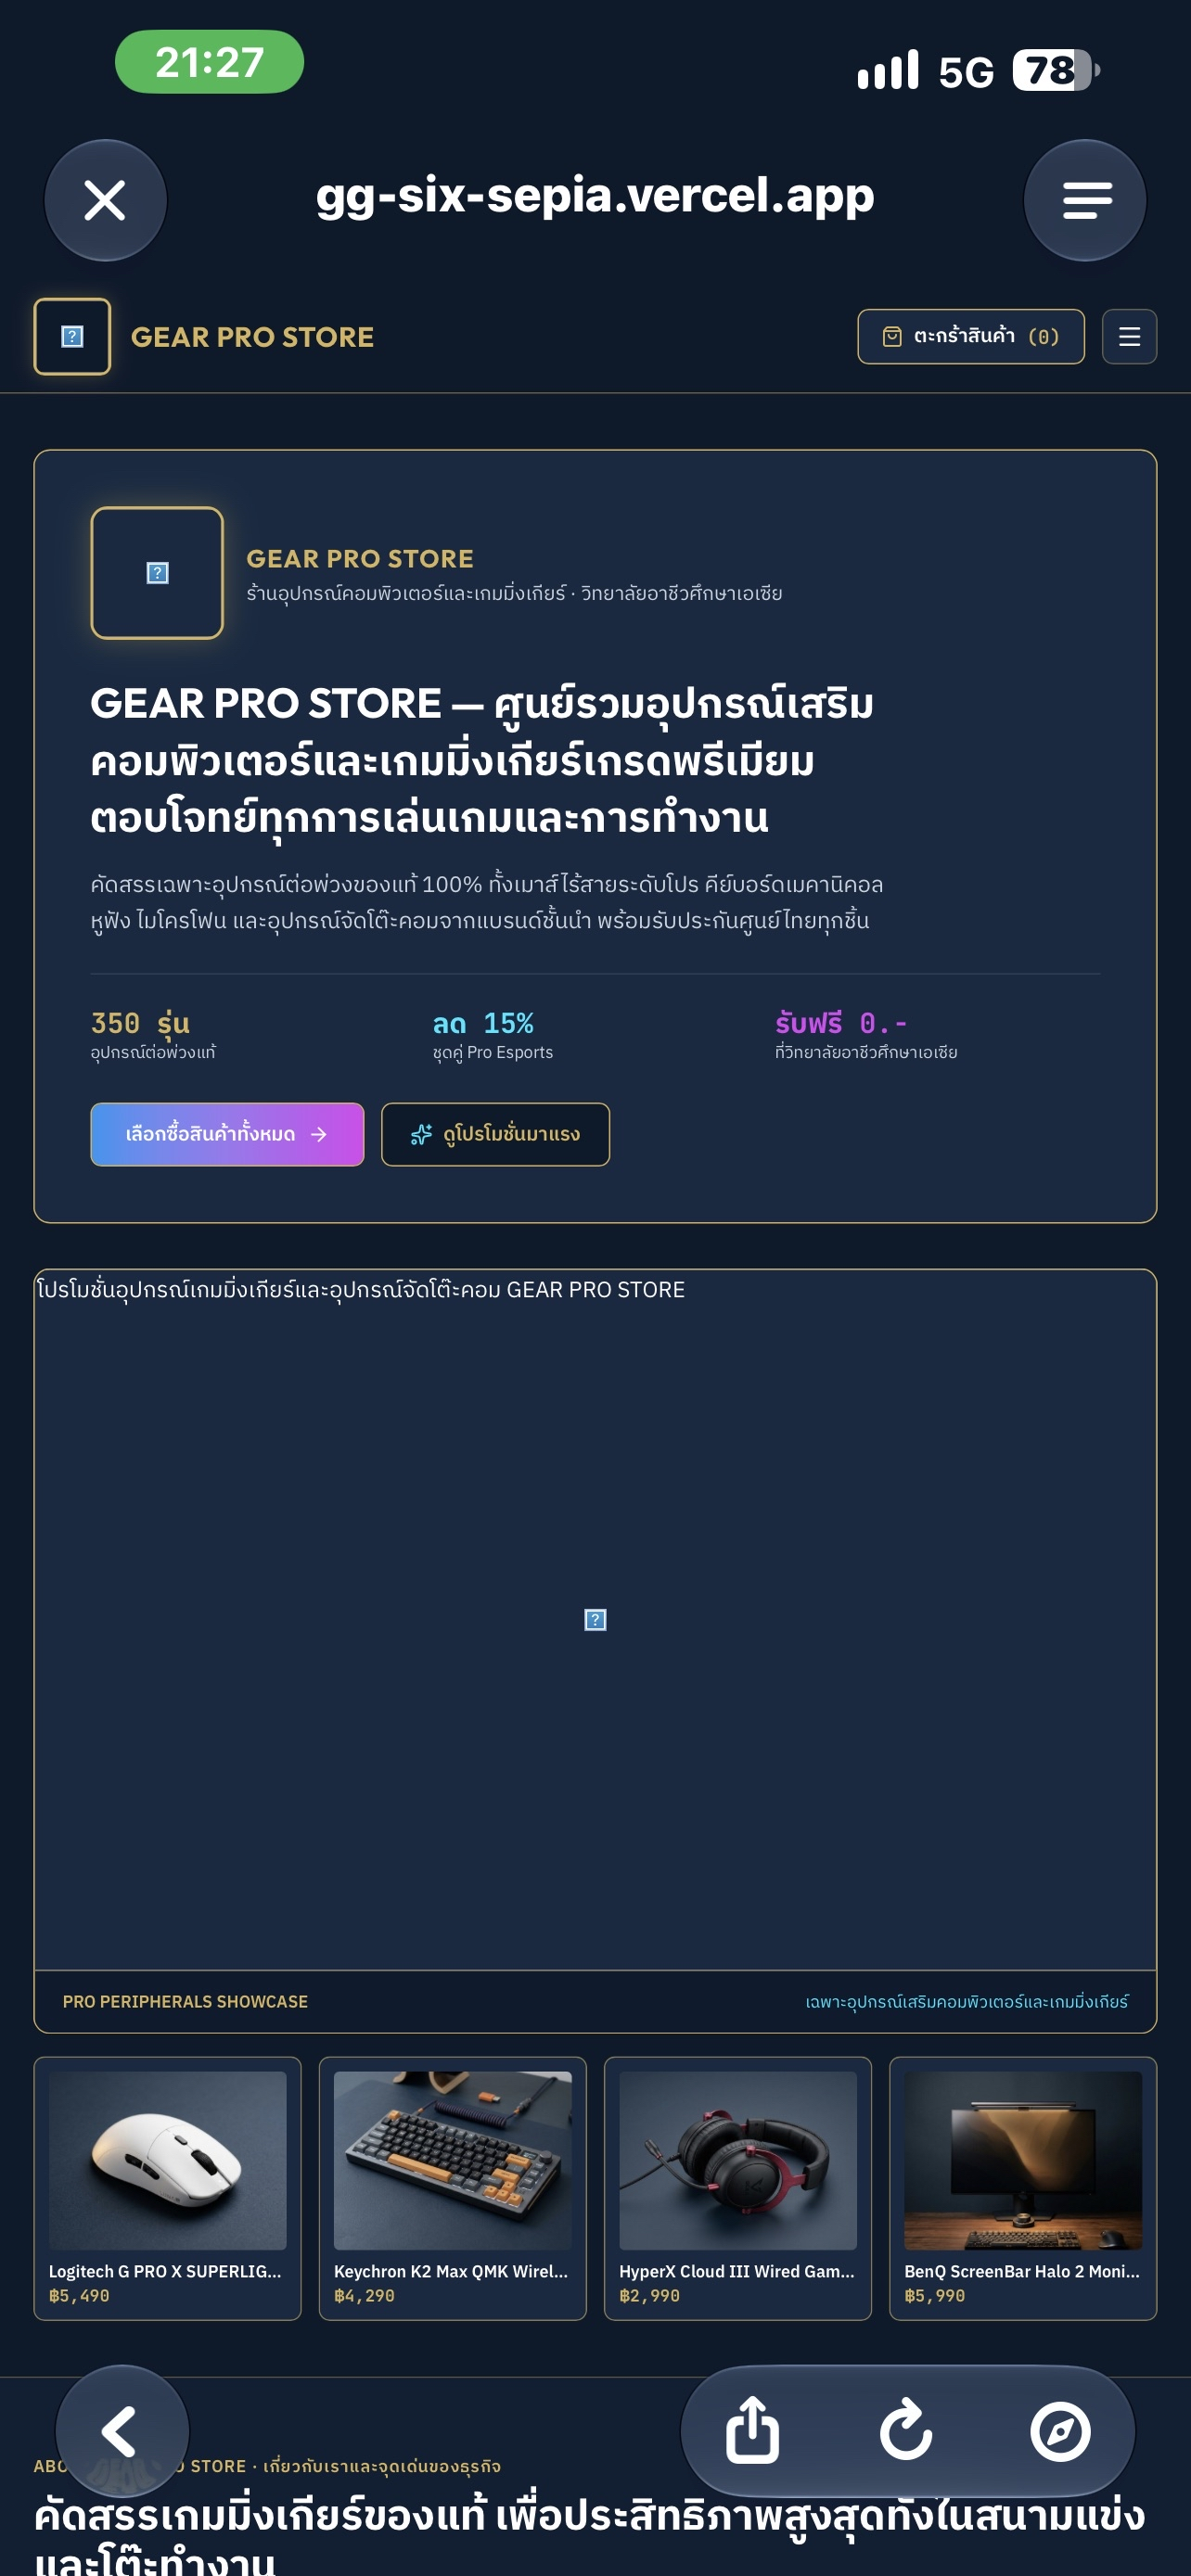 21:27
5G 78
gg-six-sepia.vercel.app
GEAR PRO STORE
ตะกร้าสินค้า (0)
GEAR PRO STORE
ร้านอุปกรณ์คอมพิวเตอร์และเกมมิ่งเกียร์ · วิทยาลัยอาชีวศึกษาเอเชีย
GEAR PRO STORE — ศูนย์รวมอุปกรณ์เสริม
คอมพิวเตอร์และเกมมิ่งเกียร์เกรดพรีเมียม
ตอบโจทย์ทุกการเล่นเกมและการทำงาน
คัดสรรเฉพาะอุปกรณ์ต่อพ่วงของแท้ 100% ทั้งเมาส์ไร้สายระดับโปร คีย์บอร์ดเมคานิคอล
หูฟัง ไมโครโฟน และอุปกรณ์จัดโต๊ะคอมจากแบรนด์ชั้นนำ พร้อมรับประกันศูนย์ไทยทุกชิ้น
350 รุ่น
อุปกรณ์ต่อพ่วงแท้
ลด 15%
ชุดคู่ Pro Esports
รับฟรี 0.-
ที่วิทยาลัยอาชีวศึกษาเอเชีย
เลือกซื้อสินค้าทั้งหมด
ดูโปรโมชั่นมาแรง
โปรโมชั่นอุปกรณ์เกมมิ่งเกียร์และอุปกรณ์จัดโต๊ะคอม GEAR PRO STORE
PRO PERIPHERALS SHOWCASE
เฉพาะอุปกรณ์เสริมคอมพิวเตอร์และเกมมิ่งเกียร์
Logitech G PRO X SUPERLIG...
฿5,490
Keychron K2 Max QMK Wirel...
฿4,290
HyperX Cloud III Wired Gam...
฿2,990
BenQ ScreenBar Halo 2 Moni...
฿5,990
STORE · เกี่ยวกับเราและจุดเด่นของธุรกิจ
คัดสรรเกมมิ่งเกียร์ของแท้ เพื่อประสิทธิภาพสูงสุดทั้งในสนามแข่ง
และโต๊ะทำงาน